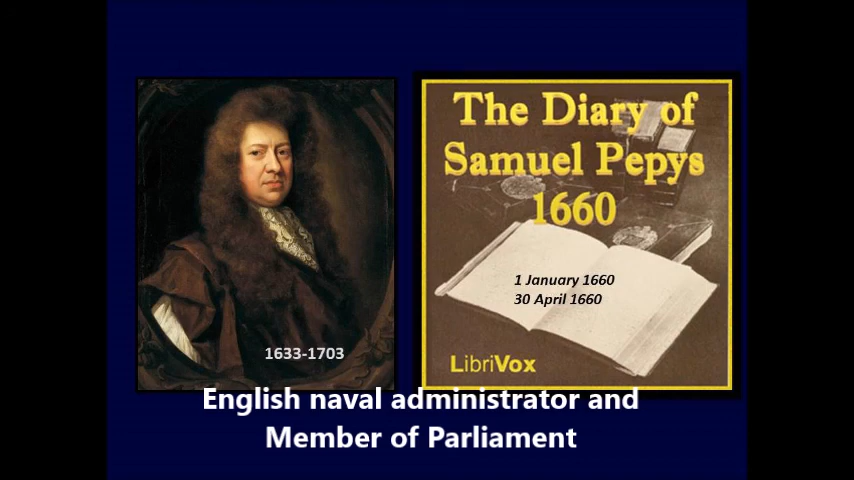 The Diary of
Samuel Pepys
1660
1 January 1660
30 April 1660
1633-1703
LibriVox
English naval administrator and
Member of Parliament